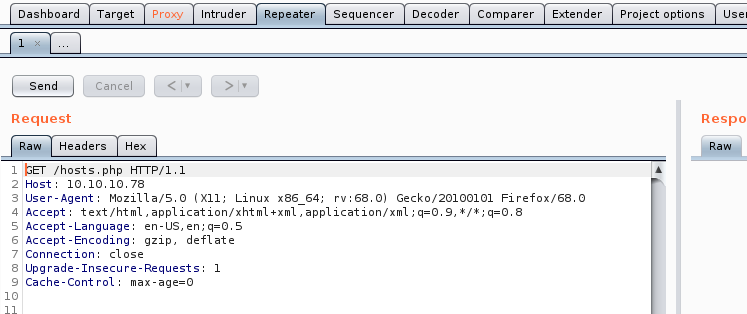 Dashboard Target Proxy Intruder Repeater Sequencer Decoder Comparer Extender Project options User
1 × ...
Send Cancel < | ▼ > | ▼
Request Respo
Raw Headers Hex Raw
1 GET /hosts.php HTTP/1.1
2 Host: 10.10.10.78
3 User-Agent: Mozilla/5.0 (X11; Linux x86_64; rv:68.0) Gecko/20100101 Firefox/68.0
4 Accept: text/html,application/xhtml+xml,application/xml;q=0.9,*/*;q=0.8
5 Accept-Language: en-US,en;q=0.5
6 Accept-Encoding: gzip, deflate
7 Connection: close
8 Upgrade-Insecure-Requests: 1
9 Cache-Control: max-age=0
10
11